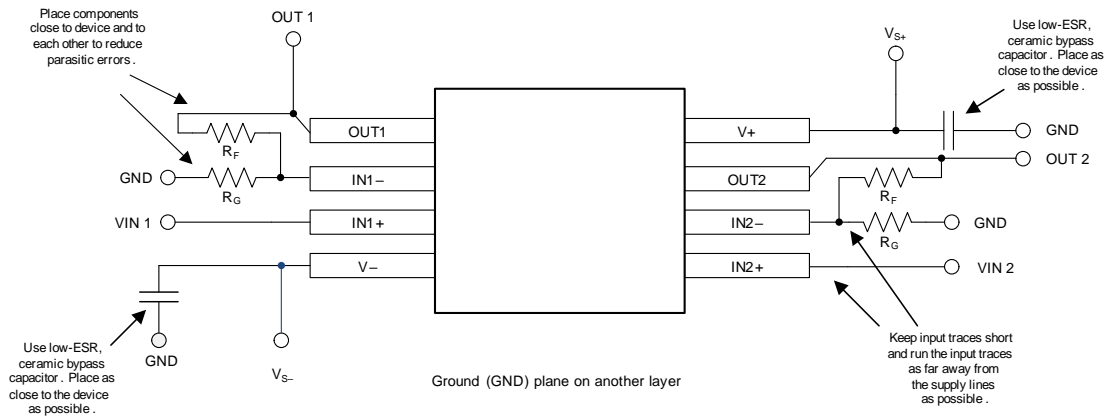 Place components
close to device and to
each other to reduce
parasitic errors .
OUT 1
VS+
Use low-ESR,
ceramic bypass
capacitor . Place as
close to the device
as possible .
OUT1
V+
GND
RF
OUT 2
GND
IN1–
OUT2
RF
RG
VIN 1
IN1+
IN2–
GND
RG
V–
IN2+
VIN 2
GND
Use low-ESR,
ceramic bypass
capacitor . Place as
close to the device
as possible .
VS–
Ground (GND) plane on another layer
Keep input traces short
and run the input traces
as far away from
the supply lines
as possible .